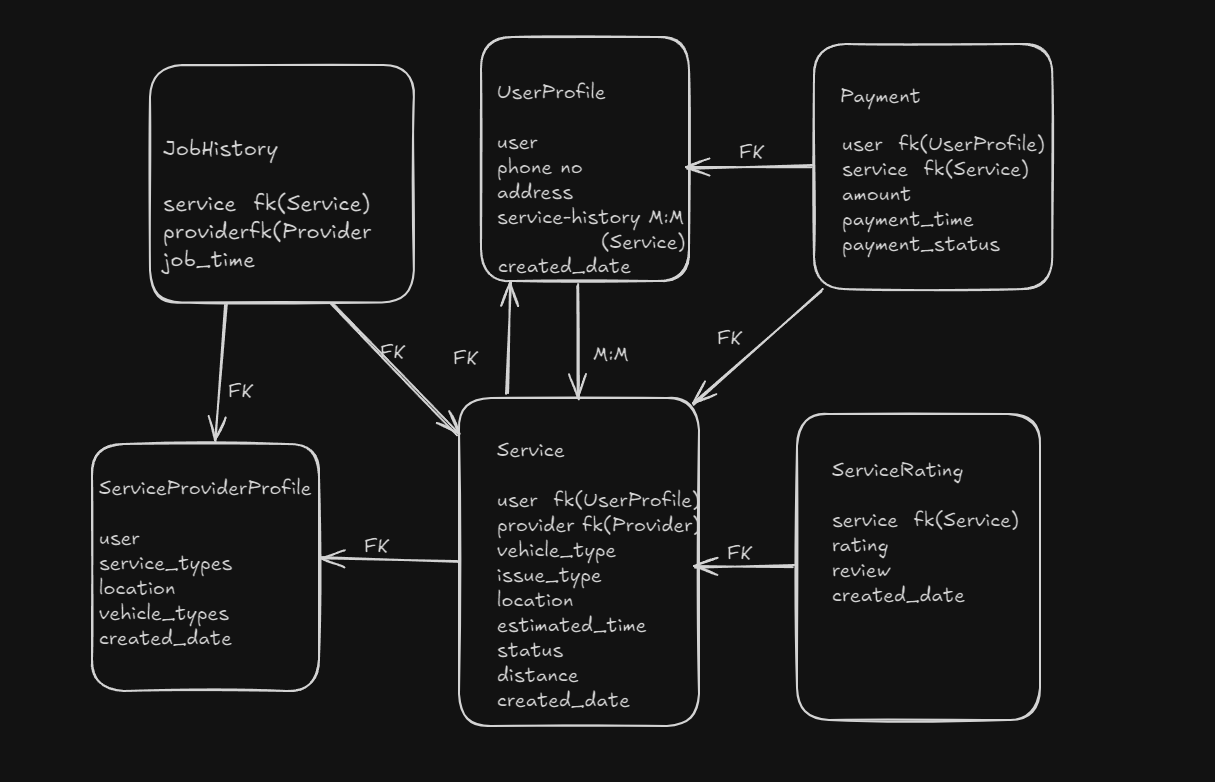 JobHistory
service fk(Service)
providerfk(Provider
job_time
UserProfile
user
phone no
address
service-history M:M
(Service)
created_date
Payment
user fk(UserProfile)
service fk(Service)
amount
payment_time
payment_status
FK
FK
FK
FK
M:M
FK
ServiceProviderProfile
user
service_types
location
vehicle_types
created_date
FK
Service
user fk(UserProfile)
provider fk(Provider)
vehicle_type
issue_type
location
estimated_time
status
distance
created_date
FK
ServiceRating
service fk(Service)
rating
review
created_date